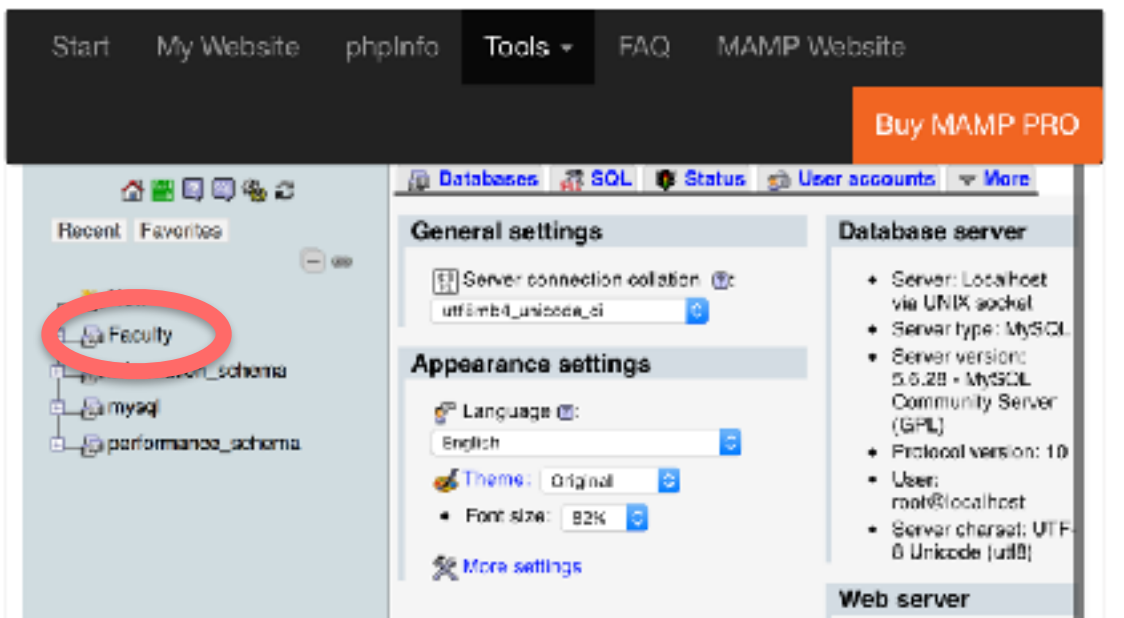 Start My Website phpInfo Tools FAQ MAMP Website
Buy MAMP PRO
Recent Favorites
Faculty
mysql
performance_schema
Databases SQL Status User accounts More
General settings
Server connection collation :
utf8mb4_unicode_ci
Appearance settings
Language :
English
Theme: Original
• Font size: 82%
More settings
Database server
• Server: Localhost
via UNIX socket
• Server type: MySQL
• Server version:
5.6.28 - MySQL
Community Server
(GPL)
• Protocol version: 10
• User:
root@localhost
• Server charset: UTF-
8 Unicode (utf8)
Web server